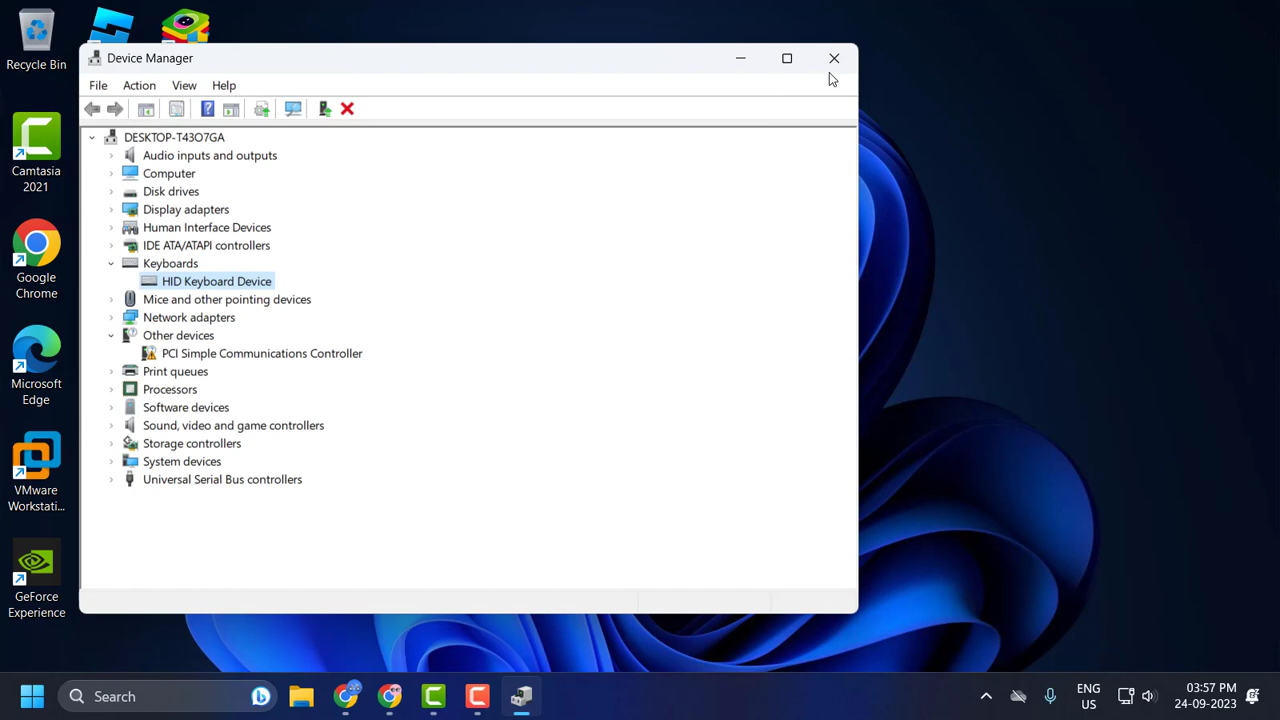 Recycle Bin
Camtasia
2021
Google
Chrome
Microsoft
Edge
VMware
Workstati...
GeForce
Experience
Device Manager
File Action View Help
DESKTOP-T43O7GA
Audio inputs and outputs
Computer
Disk drives
Display adapters
Human Interface Devices
IDE ATA/ATAPI controllers
Keyboards
HID Keyboard Device
Mice and other pointing devices
Network adapters
Other devices
PCI Simple Communications Controller
Print queues
Processors
Software devices
Sound, video and game controllers
Storage controllers
System devices
Universal Serial Bus controllers
Search
ENG
US
03:57 PM
24-09-2023